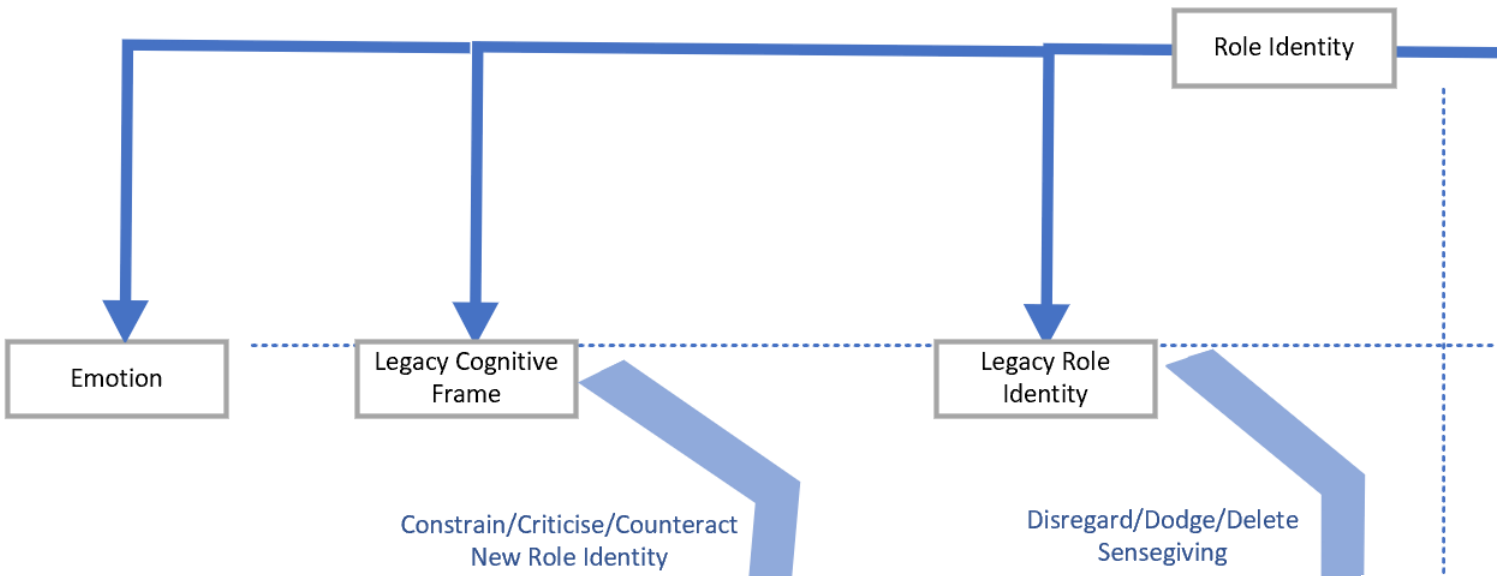 Role Identity
Emotion
Legacy Cognitive
Frame
Legacy Role
Identity
Constrain/Criticise/Counteract
New Role Identity
Disregard/Dodge/Delete
Sensegiving